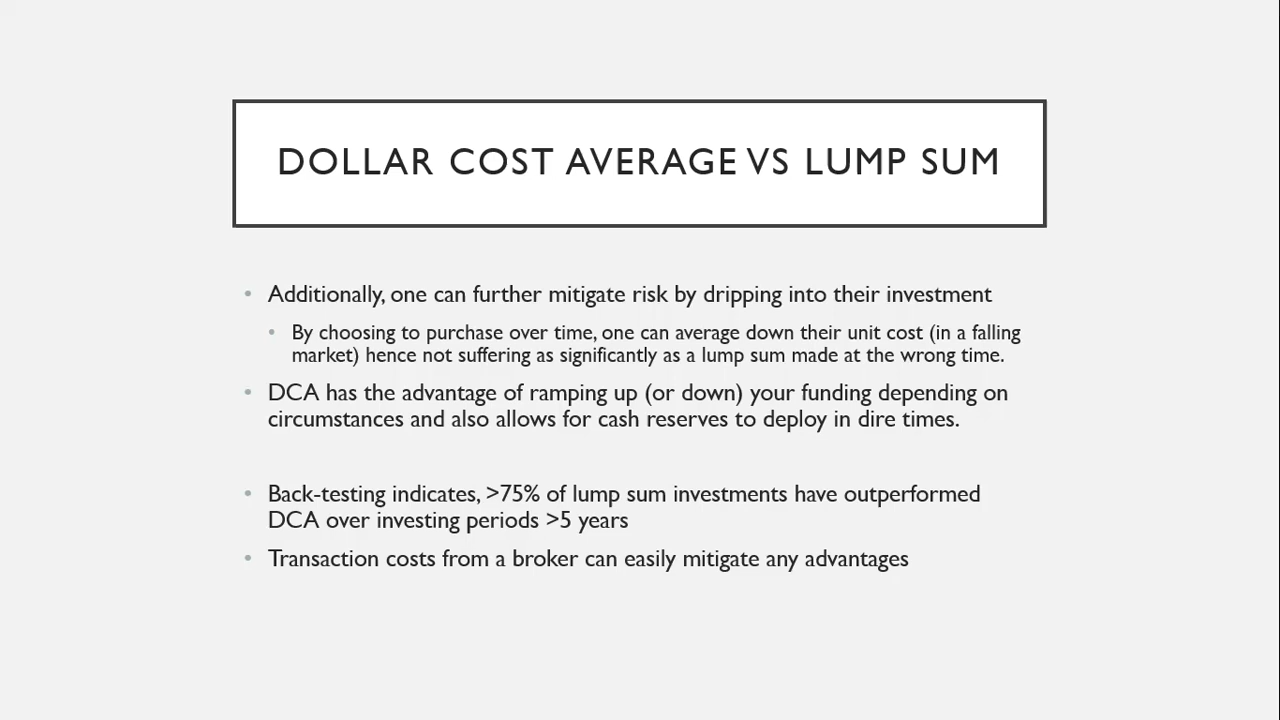 DOLLAR COST AVERAGE VS LUMP SUM
• Additionally, one can further mitigate risk by dripping into their investment
• By choosing to purchase over time, one can average down their unit cost (in a falling
market) hence not suffering as significantly as a lump sum made at the wrong time.
• DCA has the advantage of ramping up (or down) your funding depending on
circumstances and also allows for cash reserves to deploy in dire times.
• Back-testing indicates, >75% of lump sum investments have outperformed
DCA over investing periods >5 years
• Transaction costs from a broker can easily mitigate any advantages